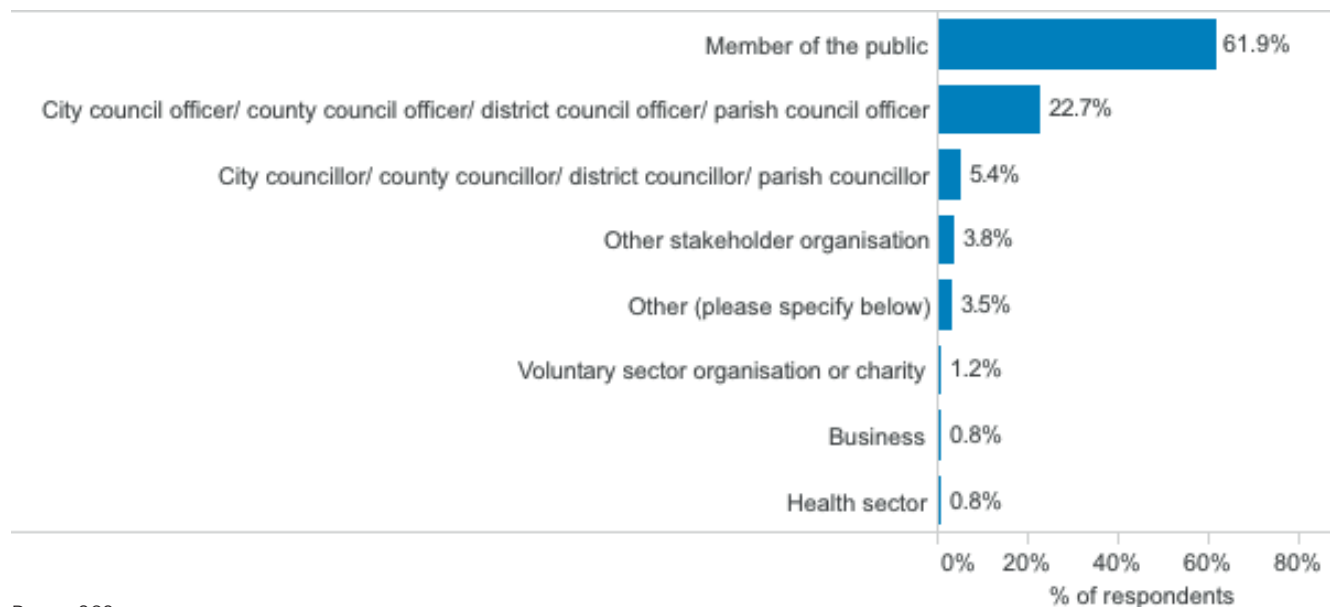 Member of the public 61.9%
City council officer/ county council officer/ district council officer/ parish council officer 22.7%
City councillor/ county councillor/ district councillor/ parish councillor 5.4%
Other stakeholder organisation 3.8%
Other (please specify below) 3.5%
Voluntary sector organisation or charity 1.2%
Business 0.8%
Health sector 0.8%
0% 20% 40% 60% 80%
% of respondents